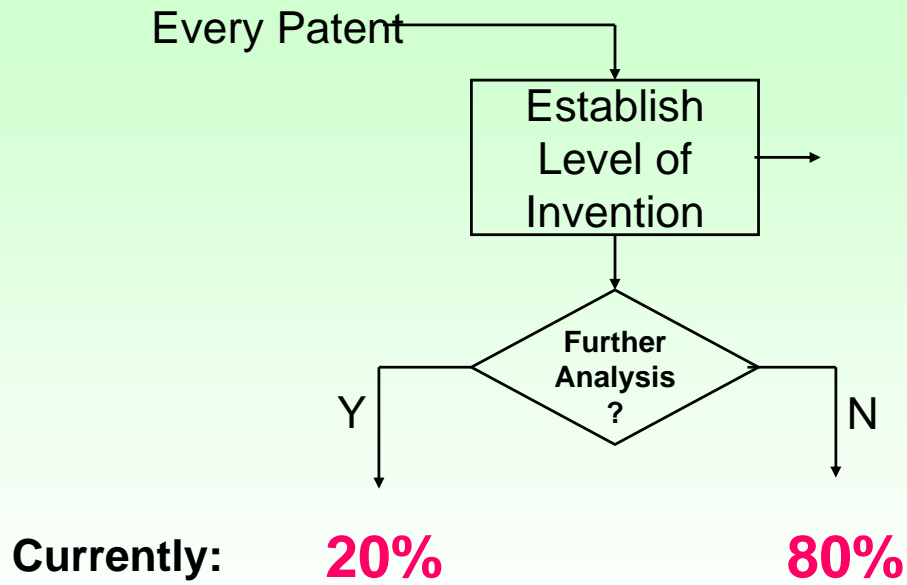 Every Patent
Establish
Level of
Invention
Further
Analysis
?
Y
N
Currently: 20% 80%